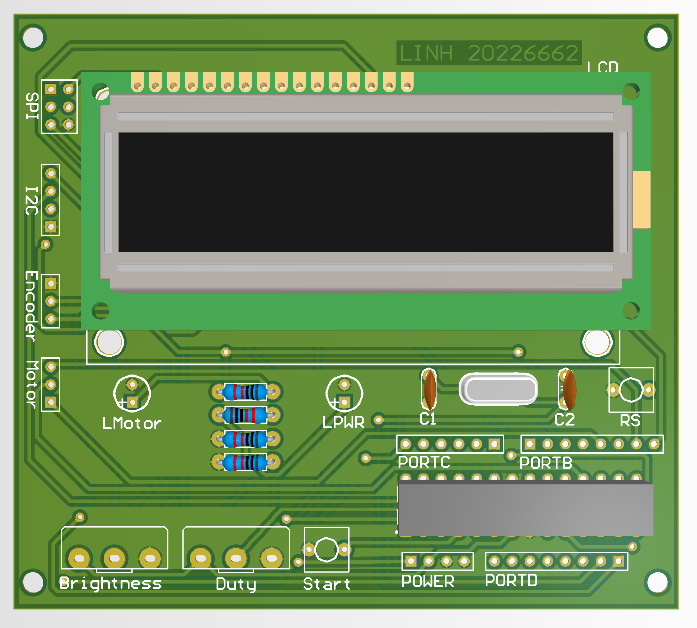 LINH 20226662
LCD
SPI
I2C
Encoder
Motor
LMotor
LPWR
C1
C2
RS
PORTC
PORTB
Brightness
Duty
Start
POWER
PORTD